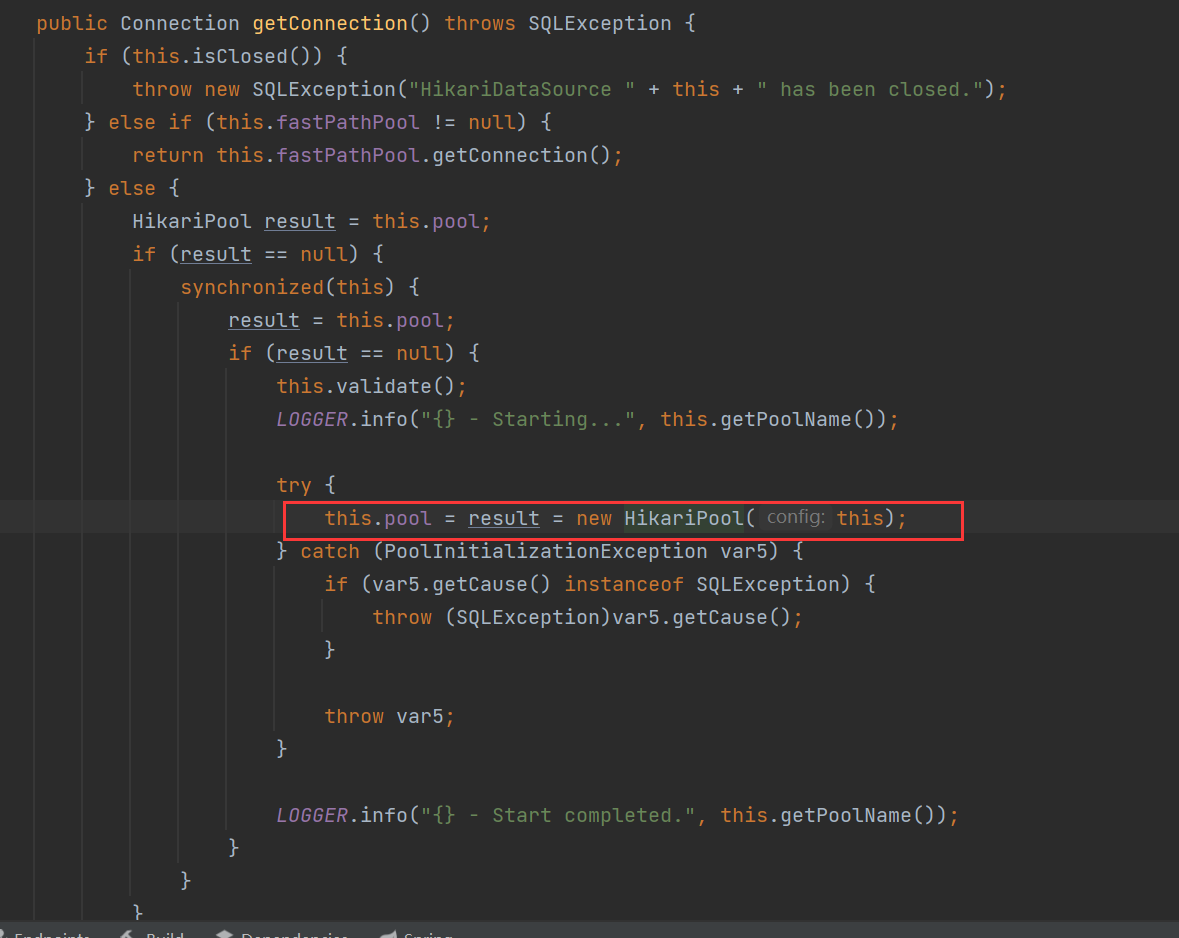 public Connection getConnection() throws SQLException {
if (this.isClosed()) {
throw new SQLException("HikariDataSource " + this + " has been closed.");
} else if (this.fastPathPool != null) {
return this.fastPathPool.getConnection();
} else {
HikariPool result = this.pool;
if (result == null) {
synchronized(this) {
result = this.pool;
if (result == null) {
this.validate();
LOGGER.info("{} - Starting...", this.getPoolName());
try {
this.pool = result = new HikariPool( config: this);
} catch (PoolInitializationException var5) {
if (var5.getCause() instanceof SQLException) {
throw (SQLException)var5.getCause();
}
throw var5;
}
LOGGER.info("{} - Start completed.", this.getPoolName());
}
}
}
Endpoints Build Dependencies Spring